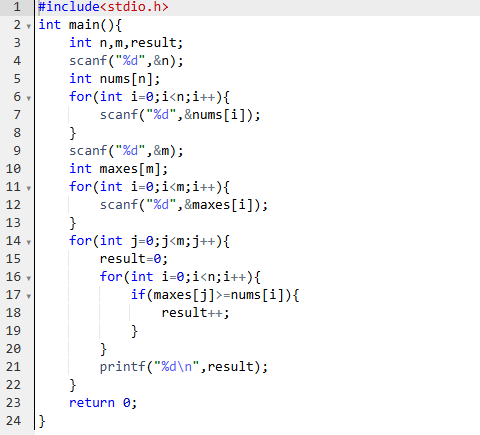 1 #include<stdio.h>
2 int main(){
3     int n,m,result;
4     scanf("%d",&n);
5     int nums[n];
6     for(int i=0;i<n;i++){
7         scanf("%d",&nums[i]);
8     }
9     scanf("%d",&m);
10     int maxes[m];
11     for(int i=0;i<m;i++){
12         scanf("%d",&maxes[i]);
13     }
14     for(int j=0;j<m;j++){
15         result=0;
16         for(int i=0;i<n;i++){
17             if(maxes[j]>=nums[i]){
18                 result++;
19             }
20         }
21         printf("%d\n",result);
22     }
23     return 0;
24 }